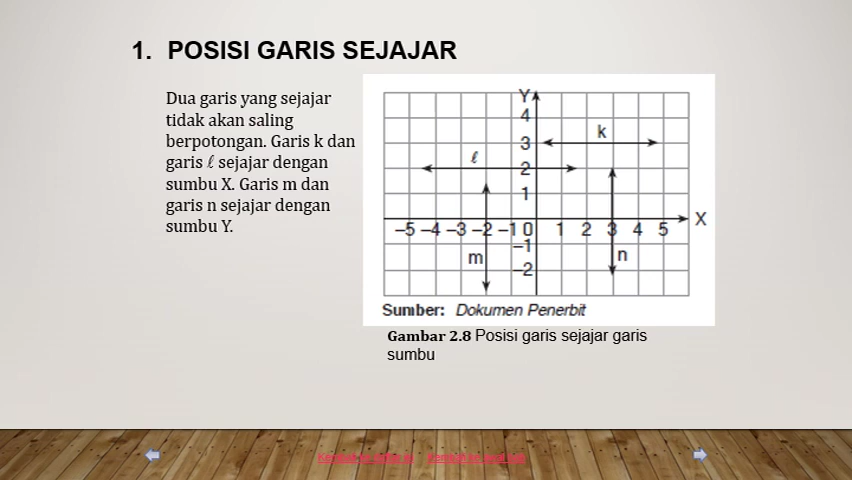 1. POSISI GARIS SEJAJAR
Dua garis yang sejajar
tidak akan saling
berpotongan. Garis k dan
garis ℓ sejajar dengan
sumbu X. Garis m dan
garis n sejajar dengan
sumbu Y.
Y
4
k
3
ℓ
2
1
X
–5 –4 –3 –2 –1 0 1 2 3 4 5
–1
m
n
–2
Sumber: Dokumen Penerbit
Gambar 2.8 Posisi garis sejajar garis
sumbu